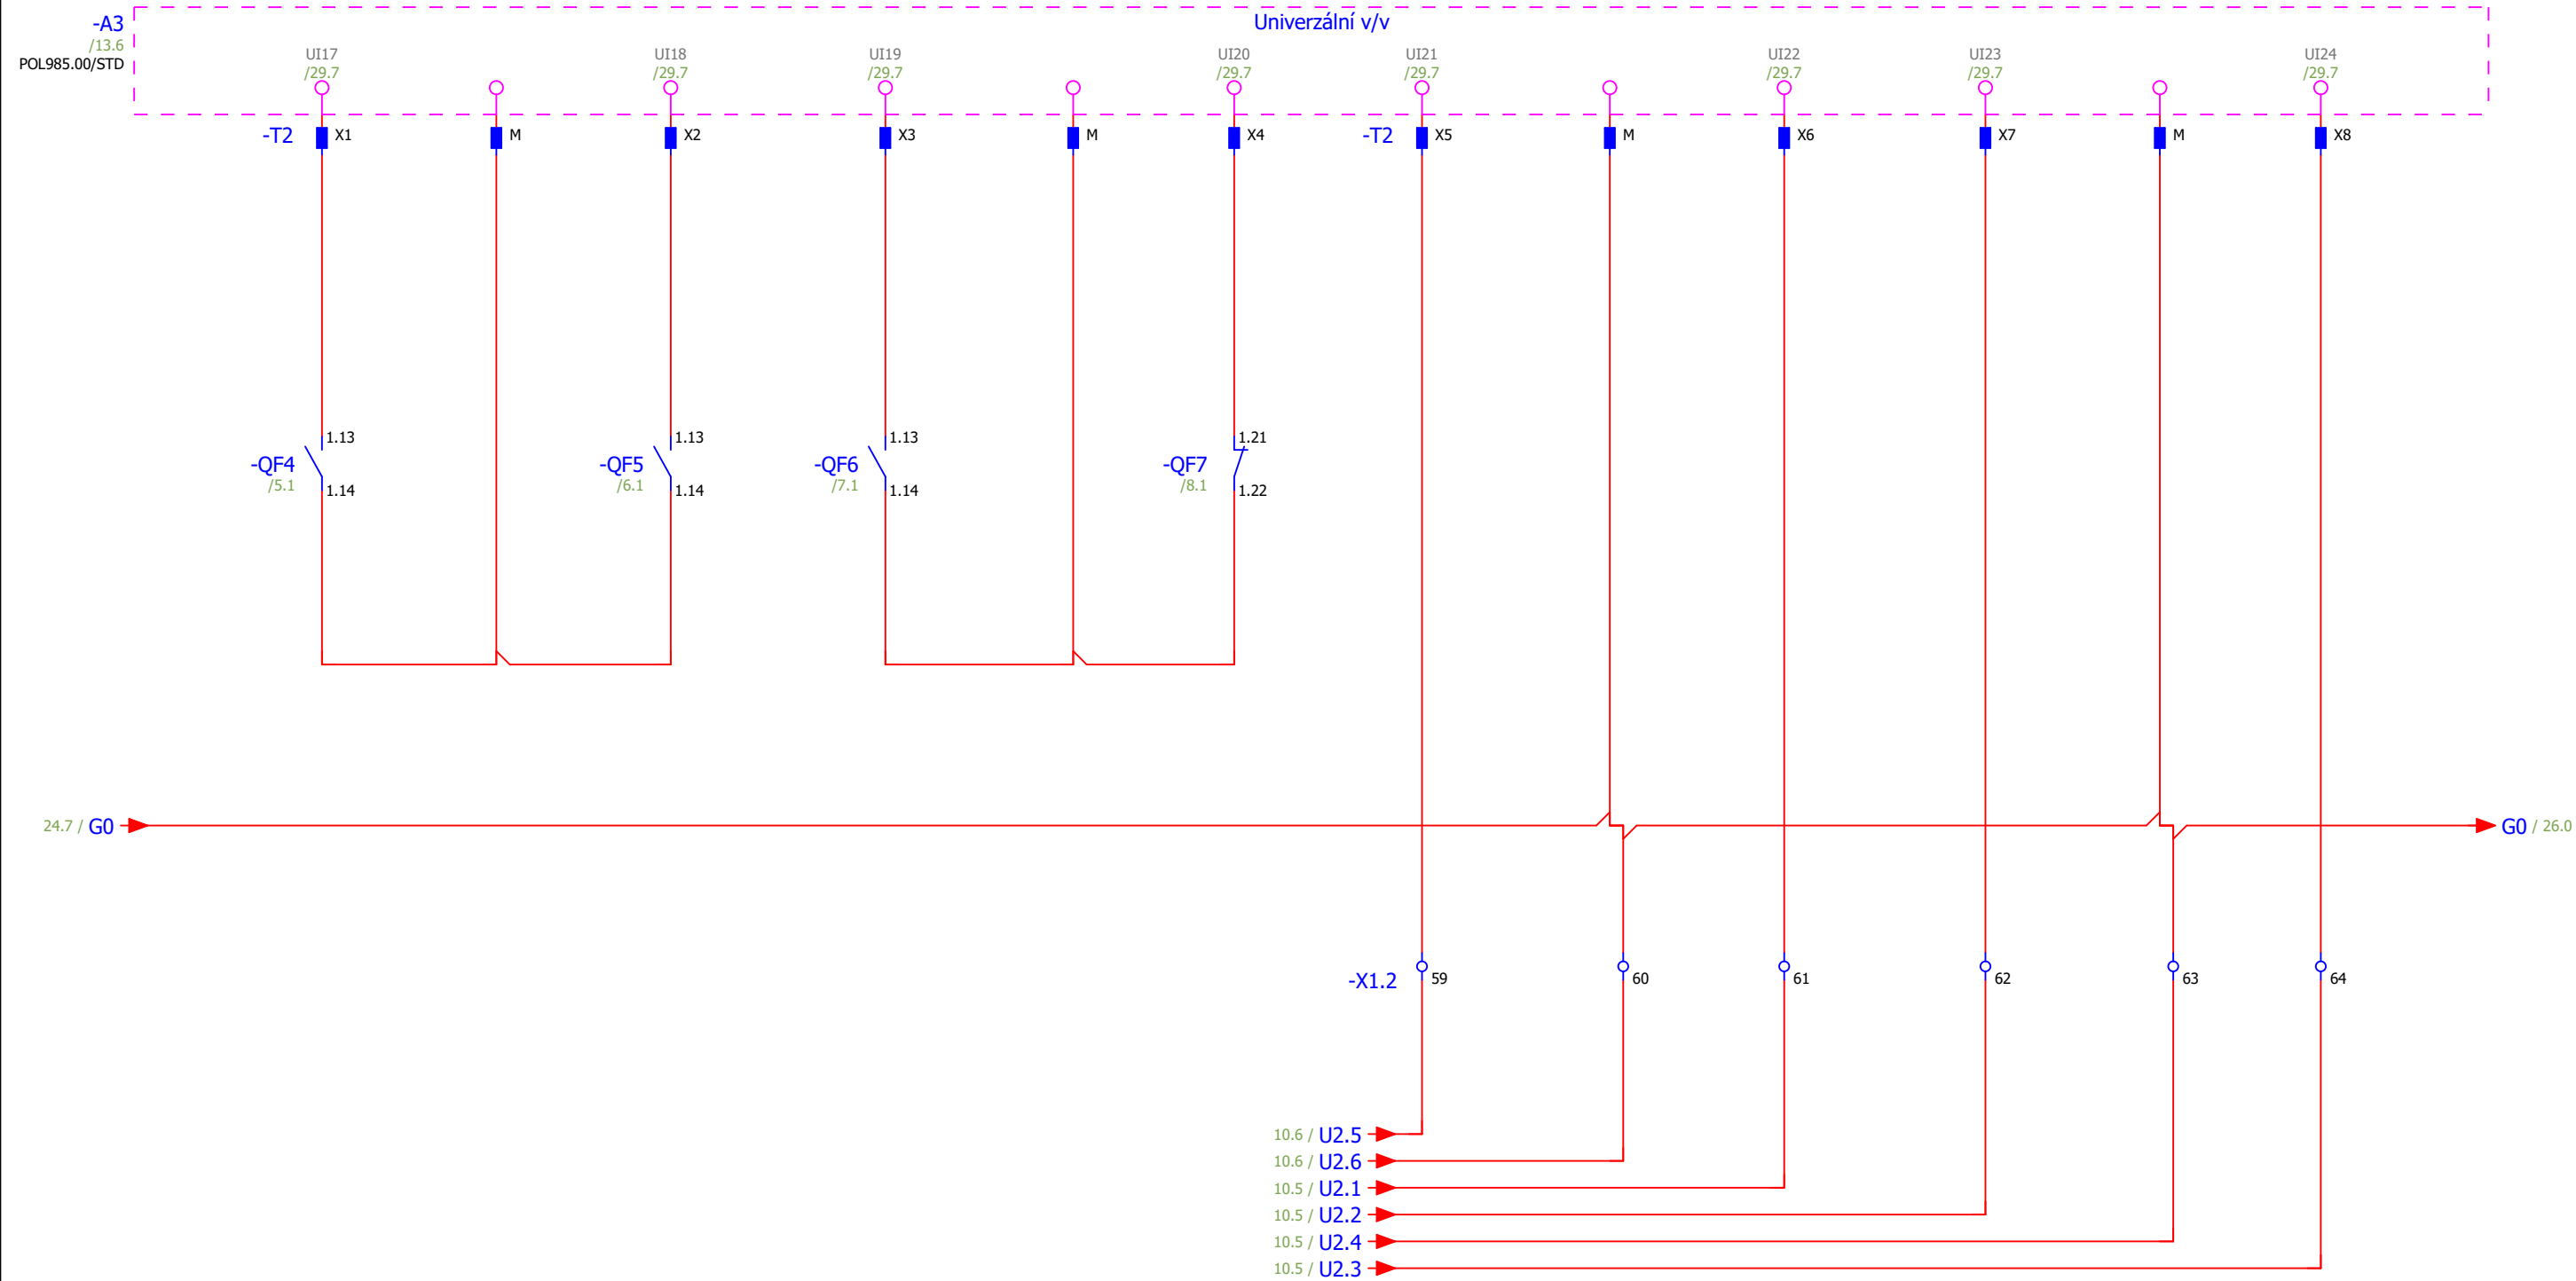 -A3
/13.6
POL985.00/STD
Univerzální v/v
UI17 UI18 UI19 UI20 UI21 UI22 UI23 UI24
/29.7 /29.7 /29.7 /29.7 /29.7 /29.7 /29.7 /29.7
-T2 X1 M X2 X3 M X4 -T2 X5 M X6 X7 M X8
1.13 1.13 1.13 1.21
-QF4 -QF5 -QF6 -QF7
/5.1 /6.1 /7.1 /8.1
1.14 1.14 1.14 1.22
24.7 / G0 G0 / 26.0
-X1.2 59 60 61 62 63 64
10.6 / U2.5
10.6 / U2.6
10.5 / U2.1
10.5 / U2.2
10.5 / U2.4
10.5 / U2.3